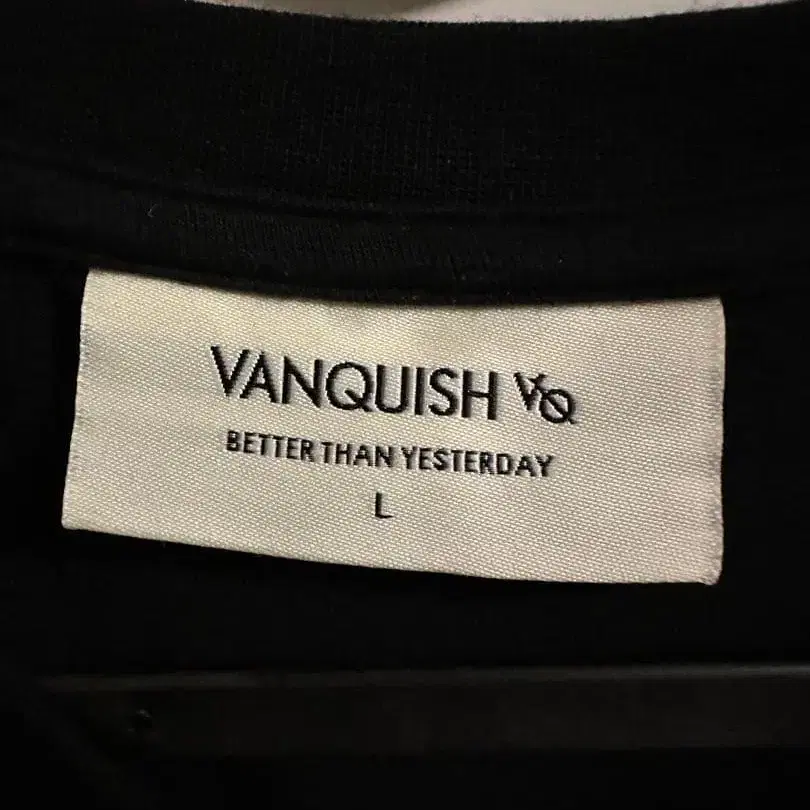 VANQUISH VQ
BETTER THAN YESTERDAY
L